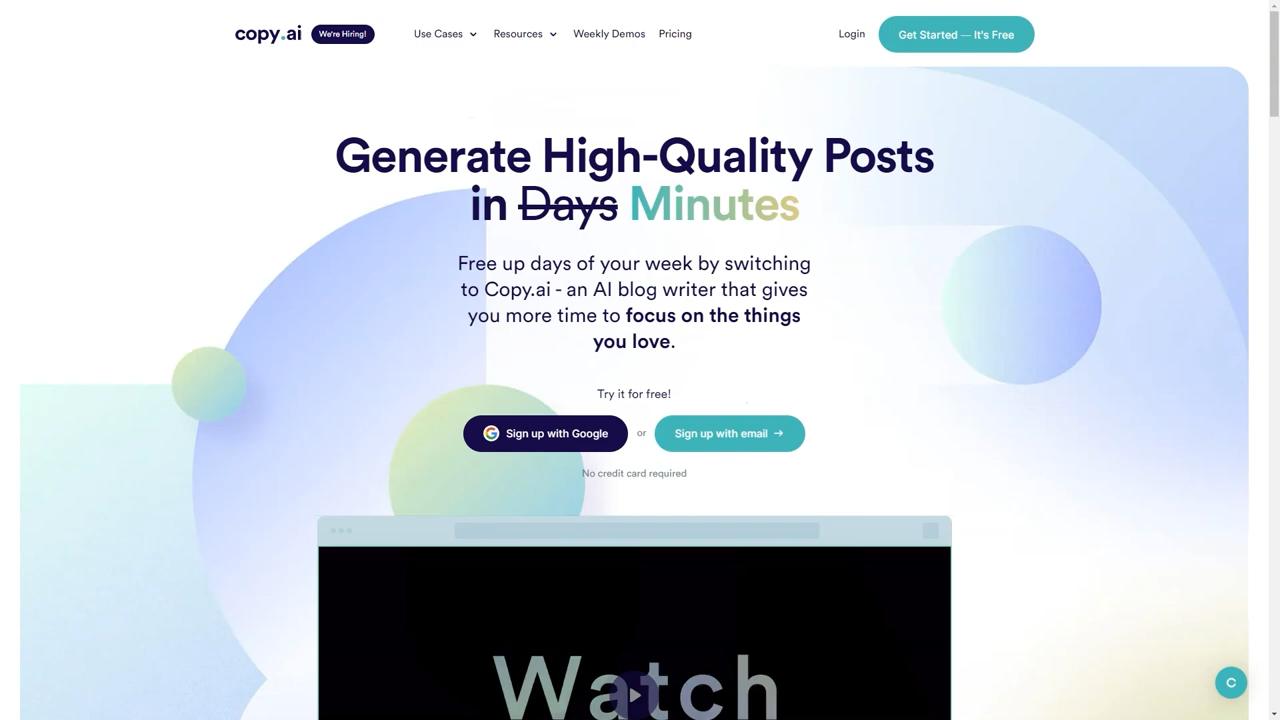 copy.ai We're Hiring! Use Cases Resources Weekly Demos Pricing Login Get Started — It's Free
Generate High-Quality Posts
in Days Minutes
Free up days of your week by switching
to Copy.ai - an AI blog writer that gives
you more time to focus on the things
you love.
Try it for free!
Sign up with Google or Sign up with email →
No credit card required
Watch
C